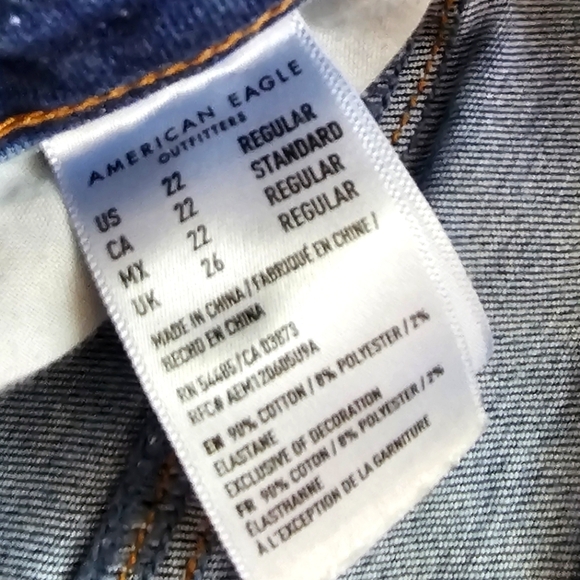 AMERICAN EAGLE
OUTFITTERS
US 22 REGULAR
CA 22 STANDARD
MX 22 REGULAR
UK 26 REGULAR
MADE IN CHINA / FABRIQUÉ EN CHINE /
HECHO EN CHINA
RN 54485 / CA 03873
RFC# AEM120605U9A
EN 90% COTTON / 8% POLYESTER / 2%
ELASTANE
EXCLUSIVE OF DECORATION
FR 90% COTON / 8% POLYESTER / 2%
ÉLASTHANNE
A L'EXCEPTION DE LA GARNITURE